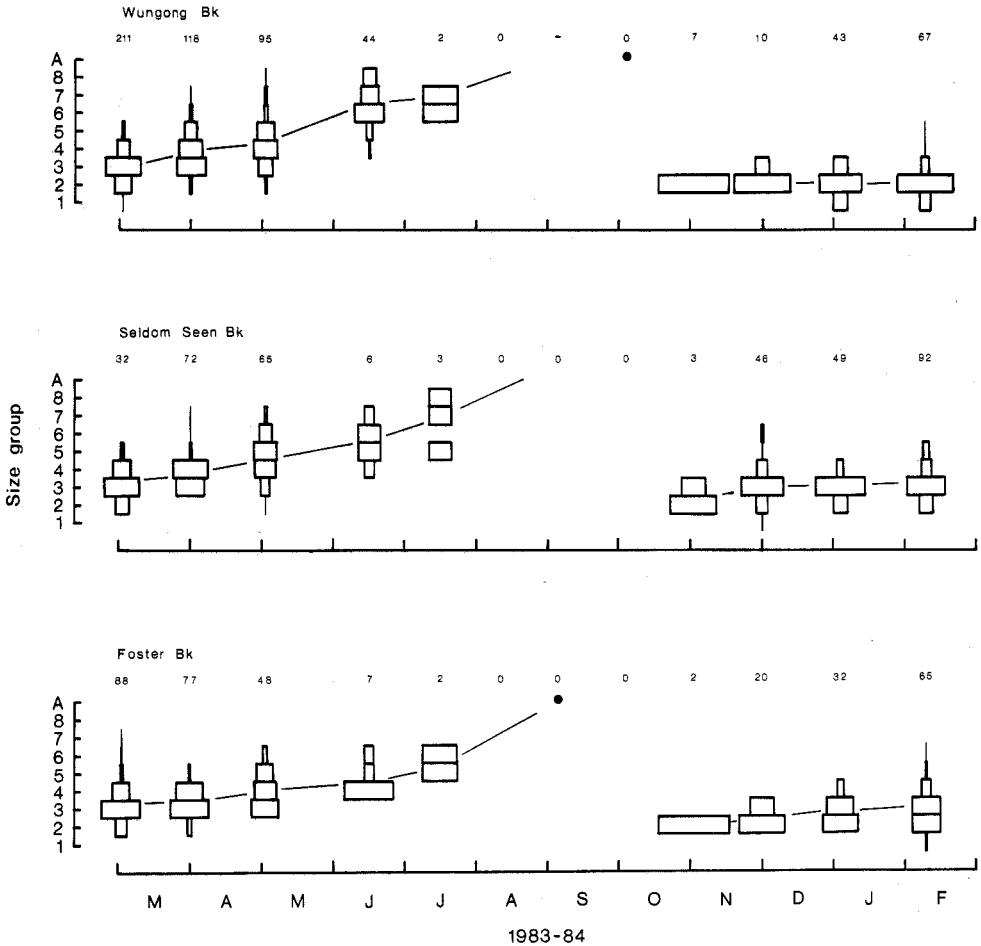 Wungong Bk
211 118 95 44 2 0 - 0 7 10 43 67
A
8
7
6
5
4
3
2
1
Seldom Seen Bk
32 72 65 6 3 0 0 0 3 46 49 92
A
8
7
6
5
4
3
2
1
Size group
Foster Bk
88 77 48 7 2 0 0 0 2 20 32 65
A
8
7
6
5
4
3
2
1
M A M J J A S O N D J F
1983-84